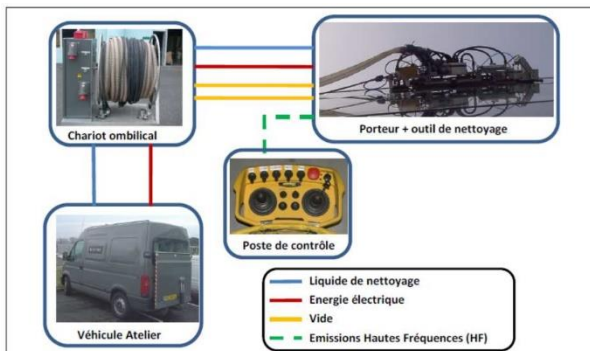 Chariot ombilical
Porteur + outil de nettoyage
Poste de contrôle
Véhicule Atelier
Liquide de nettoyage
Energie électrique
Vide
Emissions Hautes Fréquences (HF)